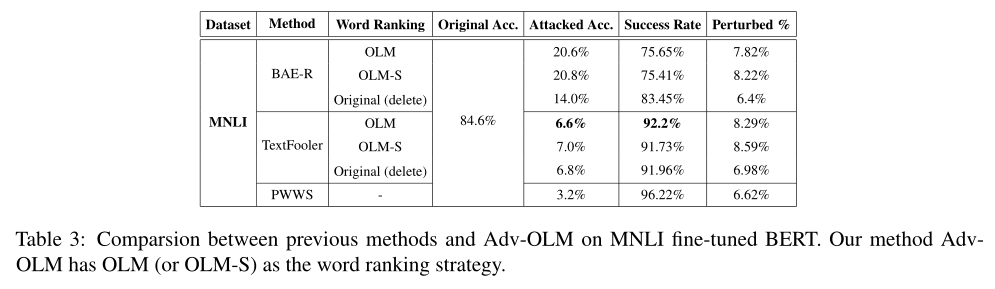 Dataset Method Word Ranking Original Acc. Attacked Acc. Success Rate Perturbed %
MNLI BAE-R OLM 84.6% 20.6% 75.65% 7.82%
OLM-S 20.8% 75.41% 8.22%
Original (delete) 14.0% 83.45% 6.4%
TextFooler OLM 6.6% 92.2% 8.29%
OLM-S 7.0% 91.73% 8.59%
Original (delete) 6.8% 91.96% 6.98%
PWWS - 3.2% 96.22% 6.62%
Table 3: Comparsion between previous methods and Adv-OLM on MNLI fine-tuned BERT. Our method Adv-
OLM has OLM (or OLM-S) as the word ranking strategy.